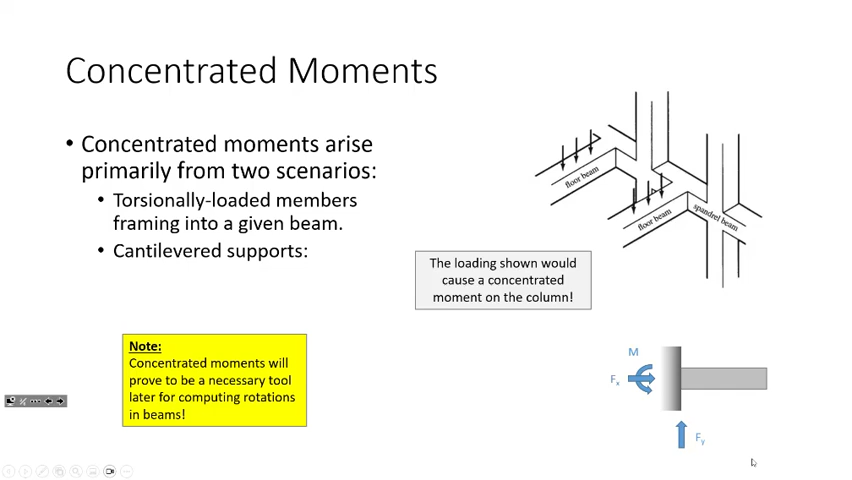 Concentrated Moments
• Concentrated moments arise
primarily from two scenarios:
• Torsionally-loaded members
framing into a given beam.
• Cantilevered supports:
floor beam
floor beam
spandrel beam
The loading shown would
cause a concentrated
moment on the column!
Note:
Concentrated moments will
prove to be a necessary tool
later for computing rotations
in beams!
M
Fx
Fy